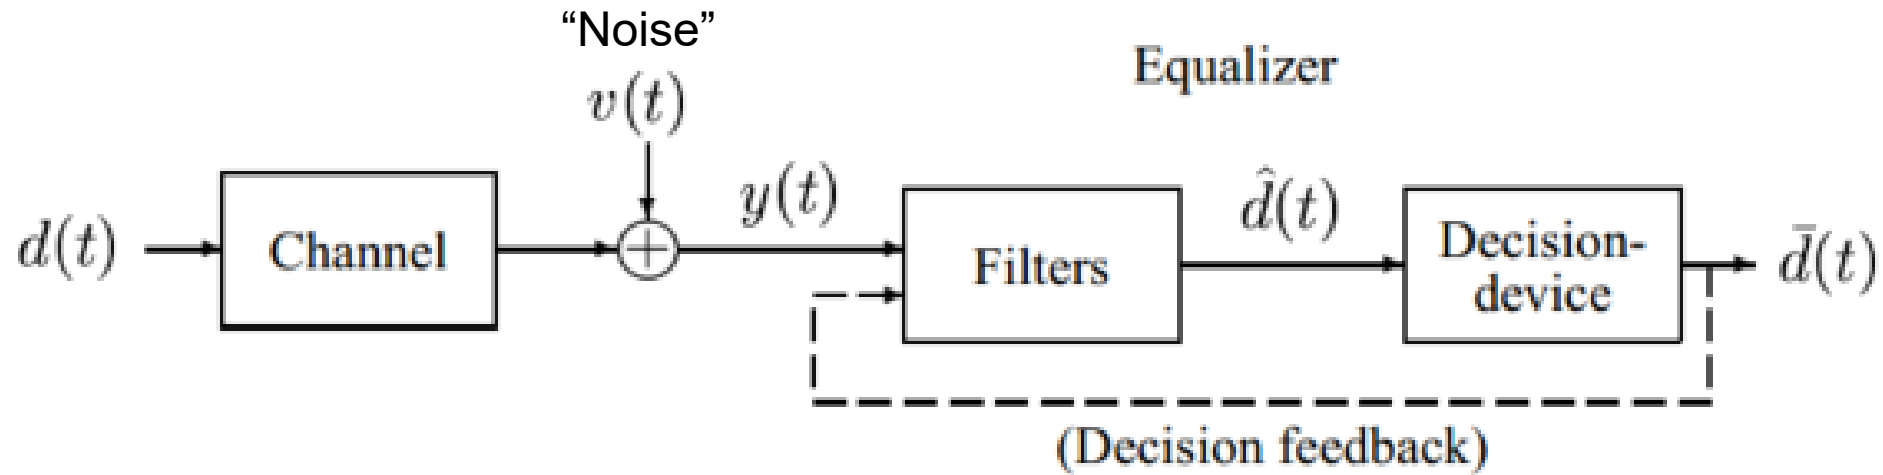 “Noise”
v(t)
Equalizer
d(t)
Channel
y(t)
Filters
d̂(t)
Decision-
device
d̄(t)
(Decision feedback)